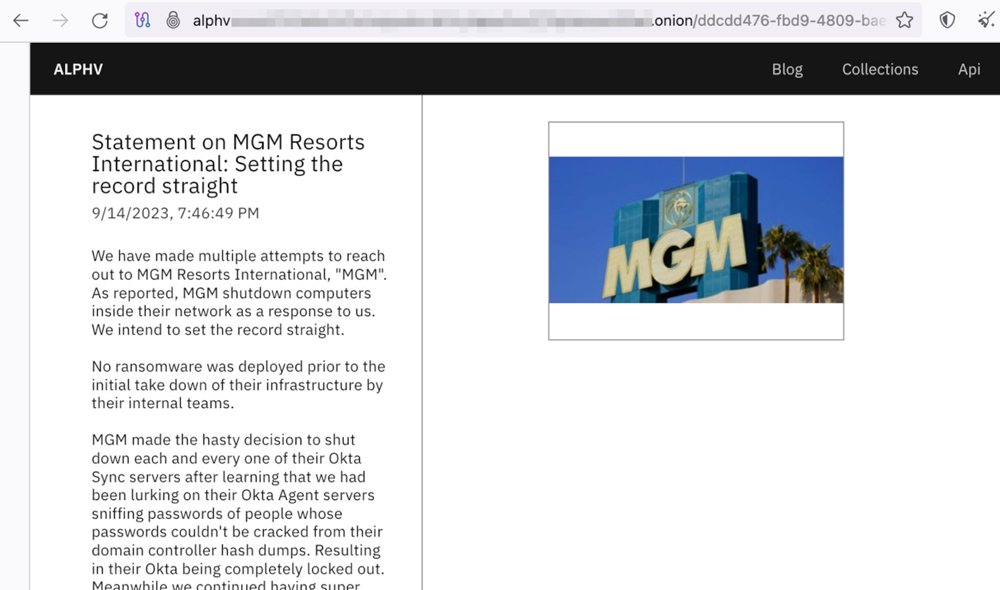 alphv .onion/ddcdd476-fbd9-4809-bae
ALPHV
Blog Collections Api
Statement on MGM Resorts
International: Setting the
record straight
9/14/2023, 7:46:49 PM
We have made multiple attempts to reach
out to MGM Resorts International, "MGM".
As reported, MGM shutdown computers
inside their network as a response to us.
We intend to set the record straight.
No ransomware was deployed prior to the
initial take down of their infrastructure by
their internal teams.
MGM made the hasty decision to shut
down each and every one of their Okta
Sync servers after learning that we had
been lurking on their Okta Agent servers
sniffing passwords of people whose
passwords couldn't be cracked from their
domain controller hash dumps. Resulting
in their Okta being completely locked out.
Meanwhile we continued having super
MGM